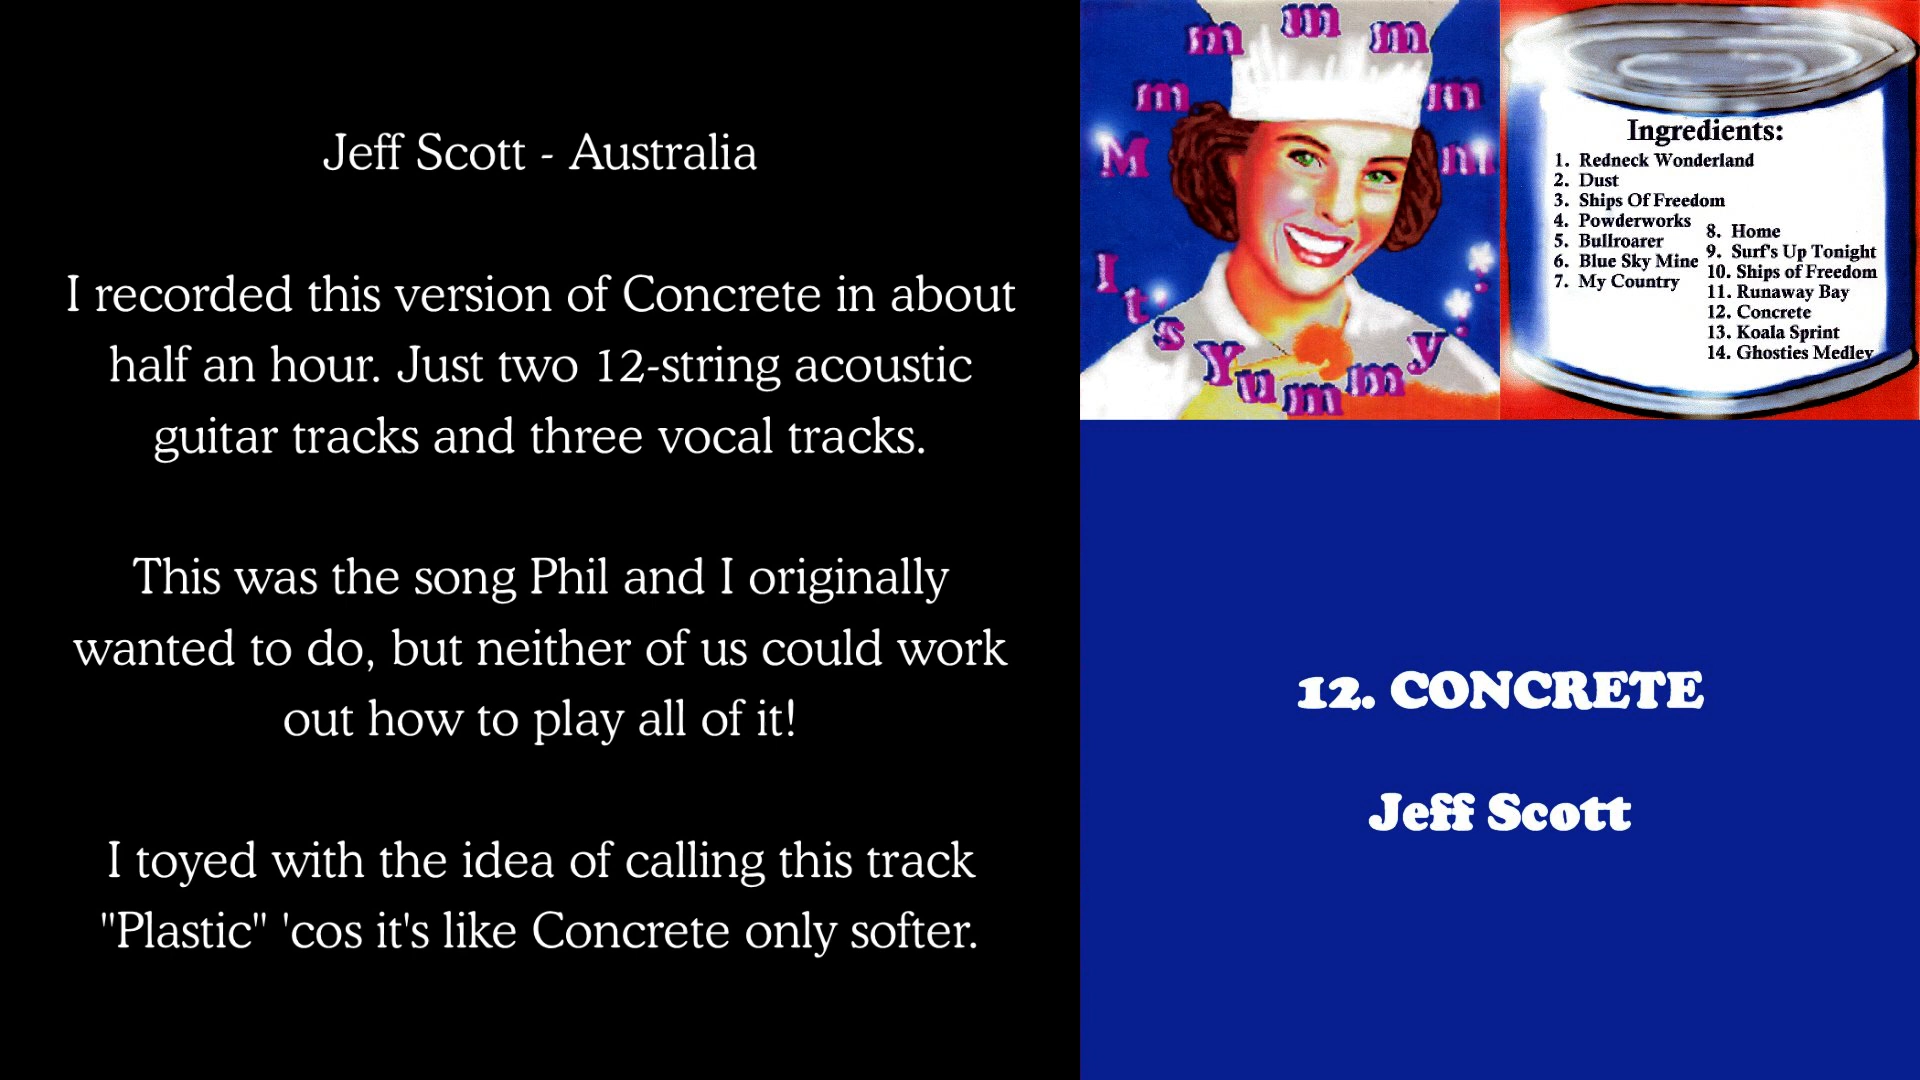 Jeff Scott - Australia
I recorded this version of Concrete in about
half an hour. Just two 12-string acoustic
guitar tracks and three vocal tracks.
This was the song Phil and I originally
wanted to do, but neither of us could work
out how to play all of it!
I toyed with the idea of calling this track
"Plastic" 'cos it's like Concrete only softer.
M m m m m m m
It's Yummy!
Ingredients:
1. Redneck Wonderland
2. Dust
3. Ships Of Freedom
4. Powderworks
5. Bullroarer
6. Blue Sky Mine
7. My Country
8. Home
9. Surf's Up Tonight
10. Ships of Freedom
11. Runaway Bay
12. Concrete
13. Koala Sprint
14. Ghosties Medley
12. CONCRETE
Jeff Scott